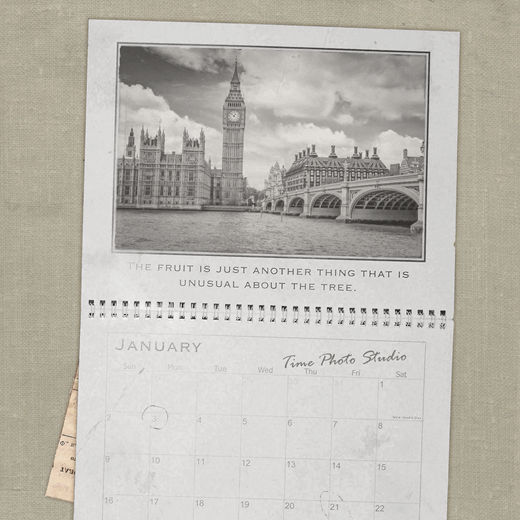 THE FRUIT IS JUST ANOTHER THING THAT IS
UNUSUAL ABOUT THE TREE.
JANUARY
Time Photo Studio
Sun Mon Tue Wed Thu Fri Sat
1
2 3 4 5 6 7 8
9 10 11 12 13 14 15
16 17 18 19 20 21 22